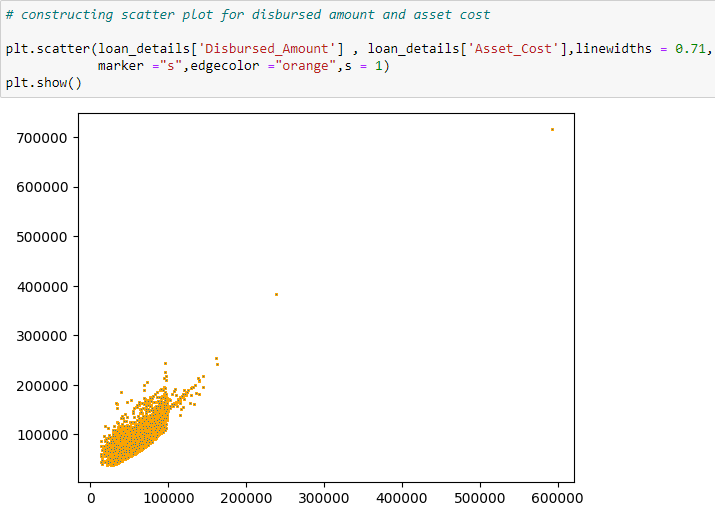 # constructing scatter plot for disbursed amount and asset cost
plt.scatter(loan_details['Disbursed_Amount'] , loan_details['Asset_Cost'],linewidths = 0.71,
marker ="s",edgecolor ="orange",s = 1)
plt.show()
700000
600000
500000
400000
300000
200000
100000
0 100000 200000 300000 400000 500000 600000